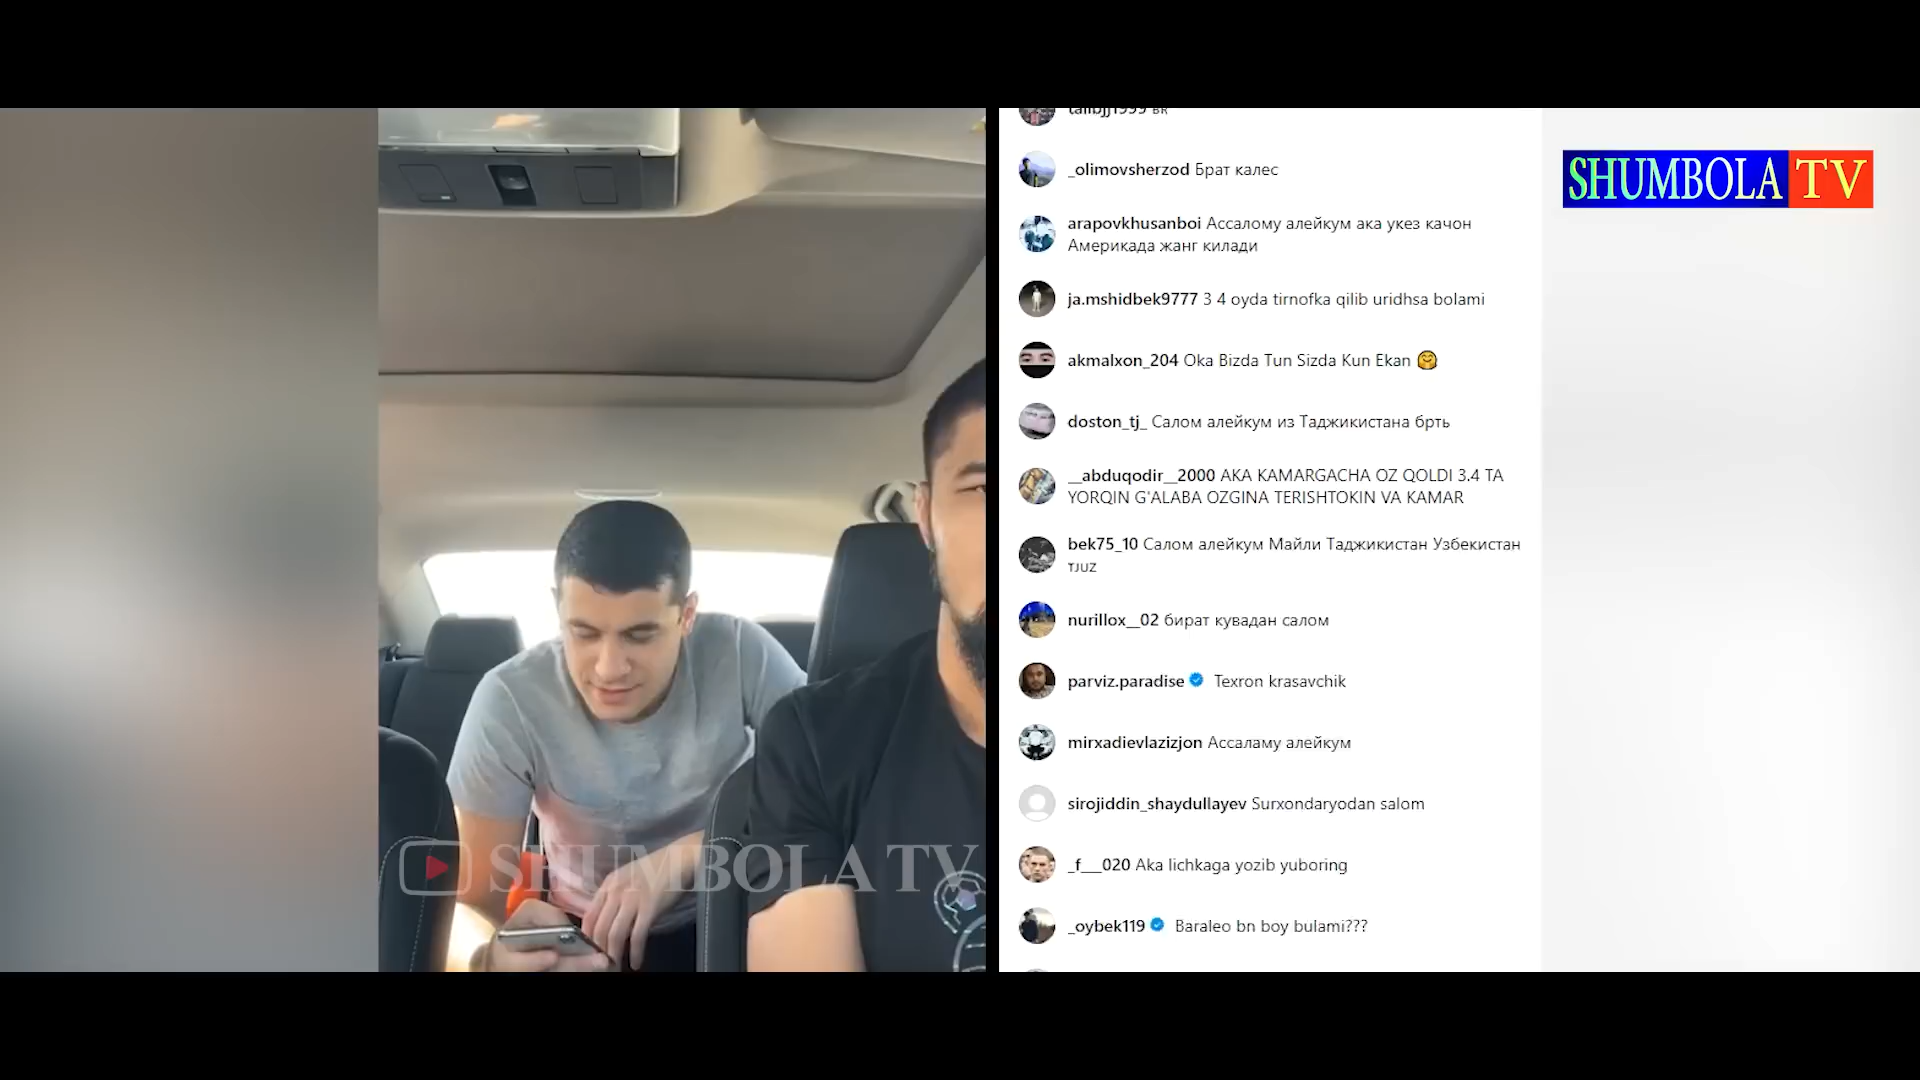 talibjj1999 BR
_olimovsherzod Брат калес
arapovkhusanboi Ассалому алейкум ака укез качон
Америкада жанг килади
ja.mshidbek9777 3 4 oyda tirnofka qilib uridhsa bolami
akmalxon_204 Oka Bizda Tun Sizda Kun Ekan 🤗
doston_tj_ Салом алейкум из Таджикистана брть
__abduqodir__2000 AKA KAMARGACHA OZ QOLDI 3.4 TA
YORQIN G'ALABA OZGINA TERISHTOKIN VA KAMAR
bek75_10 Салом алейкум Майли Таджикистан Узбекистан
TJUZ
nurillox__02 бират кувадан салом
parviz.paradise Texron krasavchik
mirxadievlazizjon Ассаламу алейкум
sirojiddin_shaydullayev Surxondaryodan salom
_f___020 Aka lichkaga yozib yuboring
_oybek119 Baraleo bn boy bulami???
SHUMBOLA TV
SHUMBOLA TV